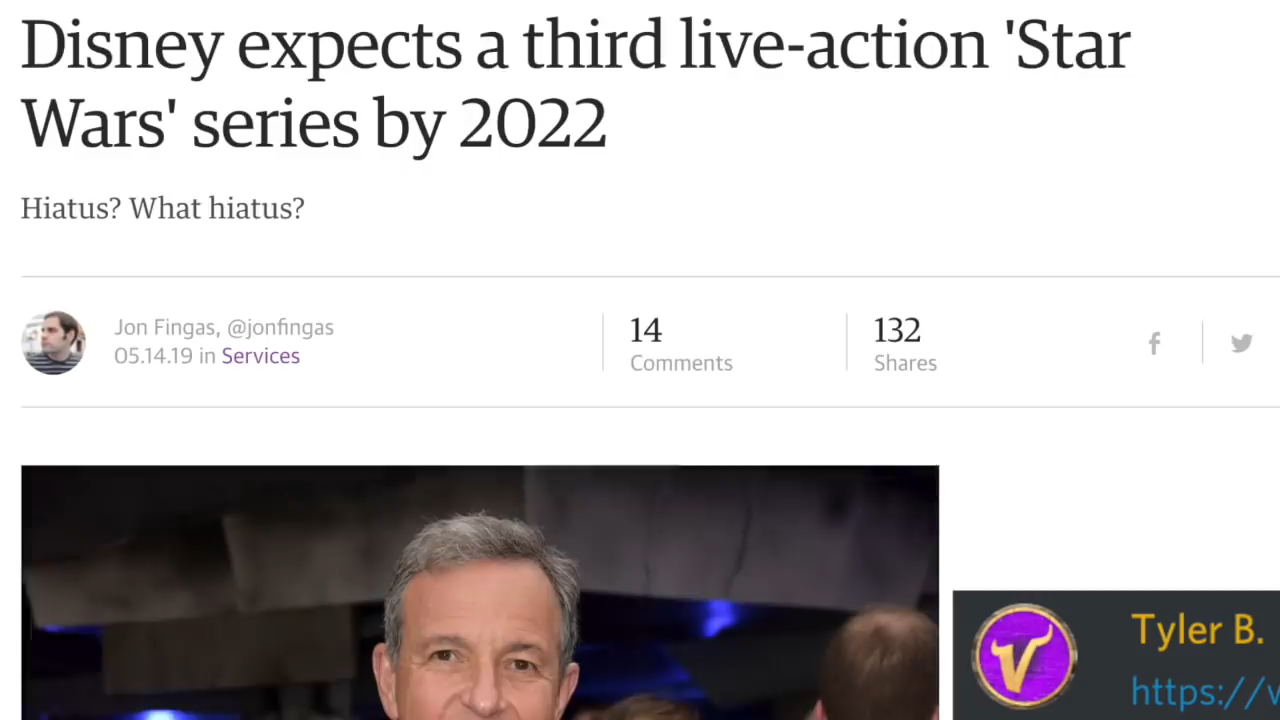 Disney expects a third live-action 'Star
Wars' series by 2022
Hiatus? What hiatus?
Jon Fingas, @jonfingas
05.14.19 in Services
14
Comments
132
Shares
Tyler B.
https://v